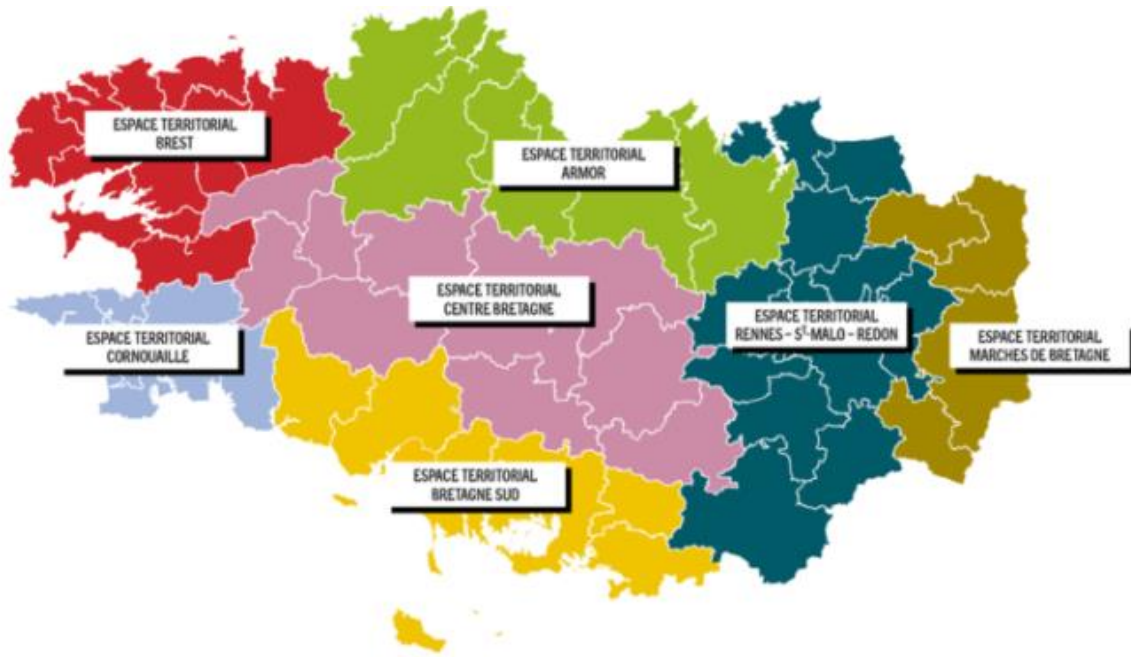 ESPACE TERRITORIAL
BREST
ESPACE TERRITORIAL
ARMOR
ESPACE TERRITORIAL
CENTRE BRETAGNE
ESPACE TERRITORIAL
RENNES – Sᵗ-MALO – REDON
ESPACE TERRITORIAL
CORNOUAILLE
ESPACE TERRITORIAL
MARCHES DE BRETAGNE
ESPACE TERRITORIAL
BRETAGNE SUD